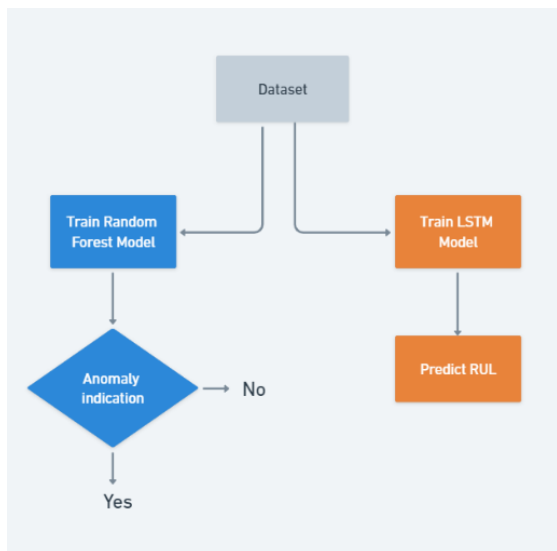 Dataset
Train Random
Forest Model
Train LSTM
Model
Anomaly
indication
No
Predict RUL
Yes